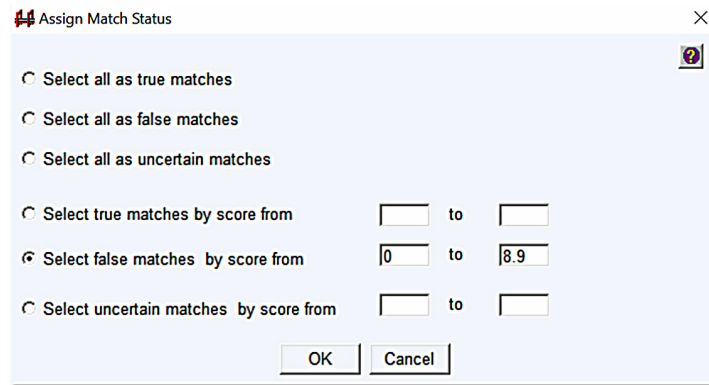 Assign Match Status
?
Select all as true matches
Select all as false matches
Select all as uncertain matches
Select true matches by score from to
Select false matches by score from 0 to 8.9
Select uncertain matches by score from to
OK Cancel